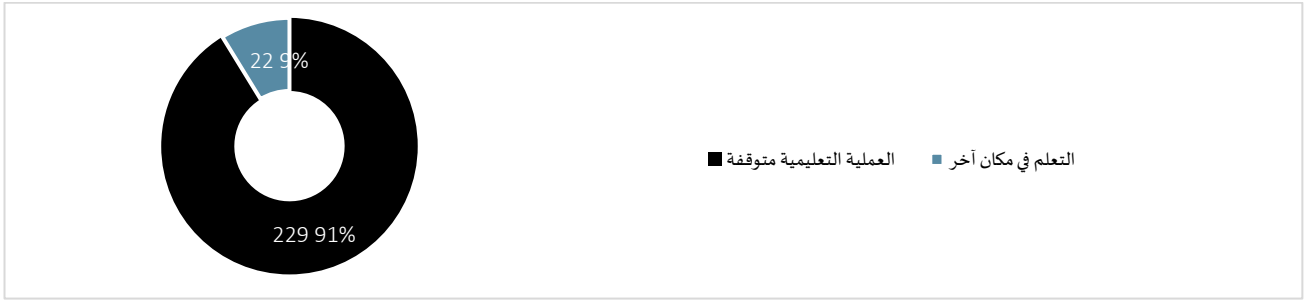 22 9%
229 91%
العملية التعليمية متوقفة
التعلم في مكان آخر